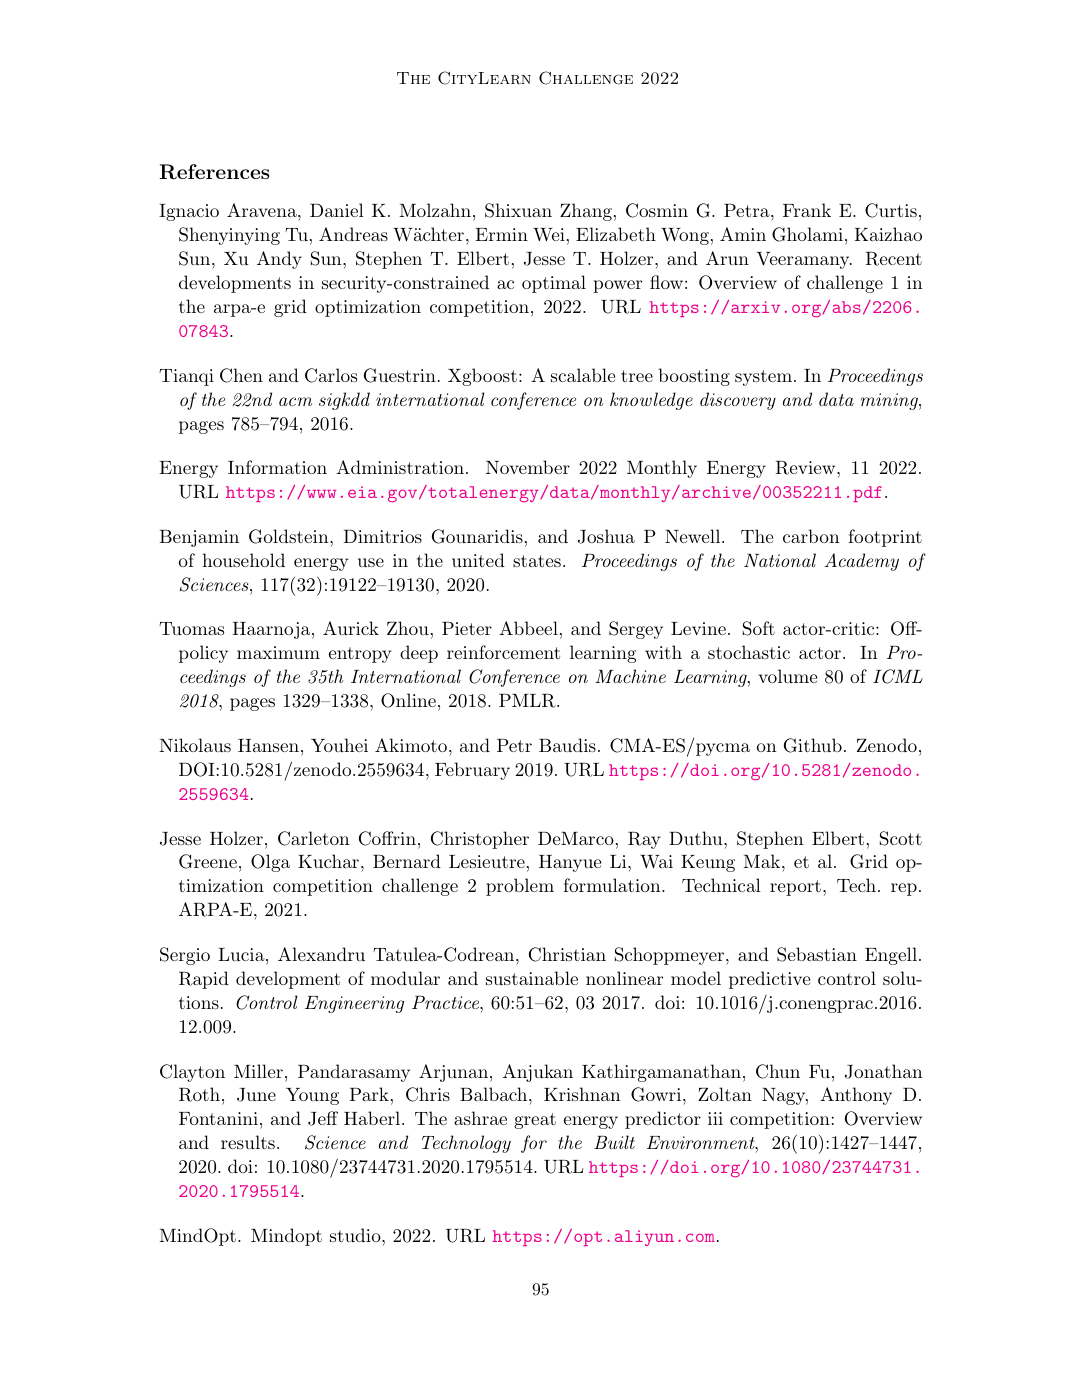 The CityLearn Challenge 2022
References
Ignacio Aravena, Daniel K. Molzahn, Shixuan Zhang, Cosmin G. Petra, Frank E. Curtis,
Shenyinying Tu, Andreas Wächter, Ermin Wei, Elizabeth Wong, Amin Gholami, Kaizhao
Sun, Xu Andy Sun, Stephen T. Elbert, Jesse T. Holzer, and Arun Veeramany. Recent
developments in security-constrained ac optimal power flow: Overview of challenge 1 in
the arpa-e grid optimization competition, 2022. URL https://arxiv.org/abs/2206.
07843.
Tianqi Chen and Carlos Guestrin. Xgboost: A scalable tree boosting system. In Proceedings
of the 22nd acm sigkdd international conference on knowledge discovery and data mining,
pages 785–794, 2016.
Energy Information Administration. November 2022 Monthly Energy Review, 11 2022.
URL https://www.eia.gov/totalenergy/data/monthly/archive/00352211.pdf.
Benjamin Goldstein, Dimitrios Gounaridis, and Joshua P Newell. The carbon footprint
of household energy use in the united states. Proceedings of the National Academy of
Sciences, 117(32):19122–19130, 2020.
Tuomas Haarnoja, Aurick Zhou, Pieter Abbeel, and Sergey Levine. Soft actor-critic: Off-
policy maximum entropy deep reinforcement learning with a stochastic actor. In Pro-
ceedings of the 35th International Conference on Machine Learning, volume 80 of ICML
2018, pages 1329–1338, Online, 2018. PMLR.
Nikolaus Hansen, Youhei Akimoto, and Petr Baudis. CMA-ES/pycma on Github. Zenodo,
DOI:10.5281/zenodo.2559634, February 2019. URL https://doi.org/10.5281/zenodo.
2559634.
Jesse Holzer, Carleton Coffrin, Christopher DeMarco, Ray Duthu, Stephen Elbert, Scott
Greene, Olga Kuchar, Bernard Lesieutre, Hanyue Li, Wai Keung Mak, et al. Grid op-
timization competition challenge 2 problem formulation. Technical report, Tech. rep.
ARPA-E, 2021.
Sergio Lucia, Alexandru Tatulea-Codrean, Christian Schoppmeyer, and Sebastian Engell.
Rapid development of modular and sustainable nonlinear model predictive control solu-
tions. Control Engineering Practice, 60:51–62, 03 2017. doi: 10.1016/j.conengprac.2016.
12.009.
Clayton Miller, Pandarasamy Arjunan, Anjukan Kathirgamanathan, Chun Fu, Jonathan
Roth, June Young Park, Chris Balbach, Krishnan Gowri, Zoltan Nagy, Anthony D.
Fontanini, and Jeff Haberl. The ashrae great energy predictor iii competition: Overview
and results. Science and Technology for the Built Environment, 26(10):1427–1447,
2020. doi: 10.1080/23744731.2020.1795514. URL https://doi.org/10.1080/23744731.
2020.1795514.
MindOpt. Mindopt studio, 2022. URL https://opt.aliyun.com.
95